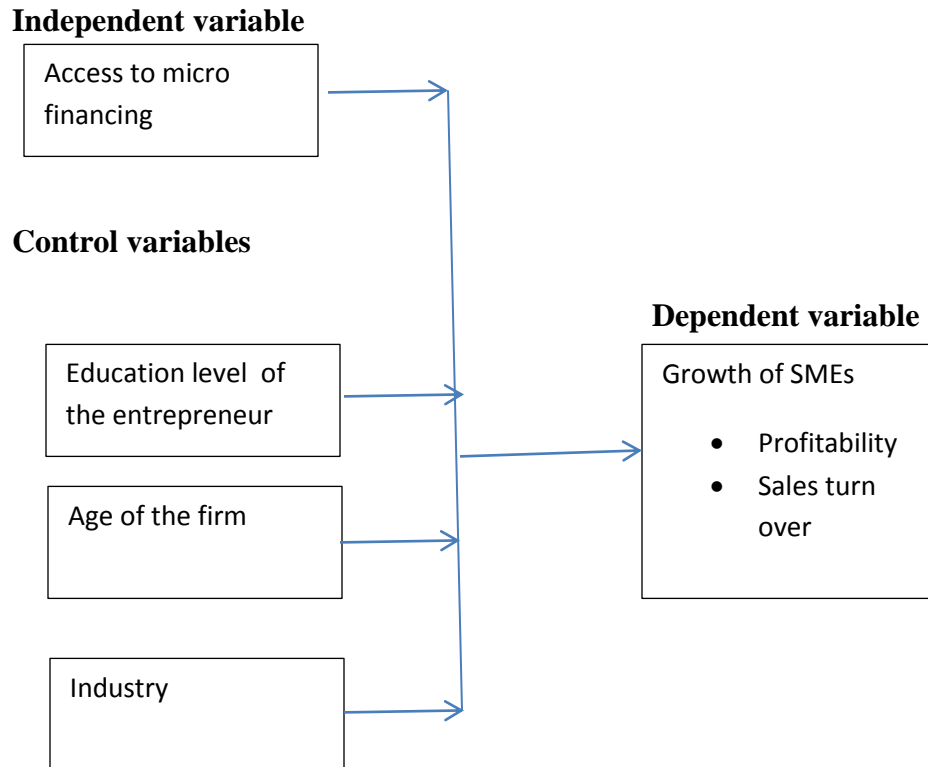 Independent variable
Access to micro
financing
Control variables
Education level of
the entrepreneur
Age of the firm
Industry
Dependent variable
Growth of SMEs
• Profitability
• Sales turn
over